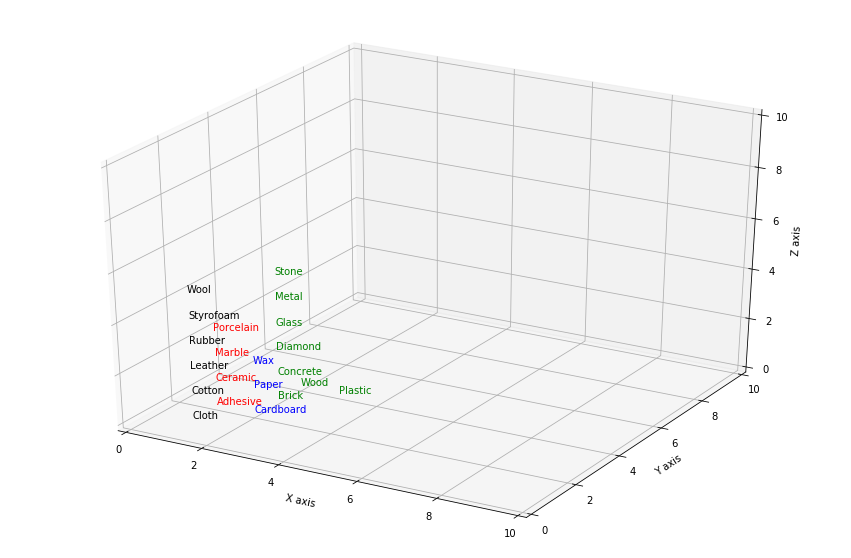 10
8
6
4
2
0
Z axis
Stone
Wool
Metal
Styrofoam
Glass
Porcelain
Rubber
Diamond
Marble
Wax
Leather
Concrete
Ceramic
Wood
Paper
Cotton
Plastic
Brick
Adhesive
Cardboard
Cloth
0
2
4
6
8
10
X axis
0
2
4
6
8
10
Y axis